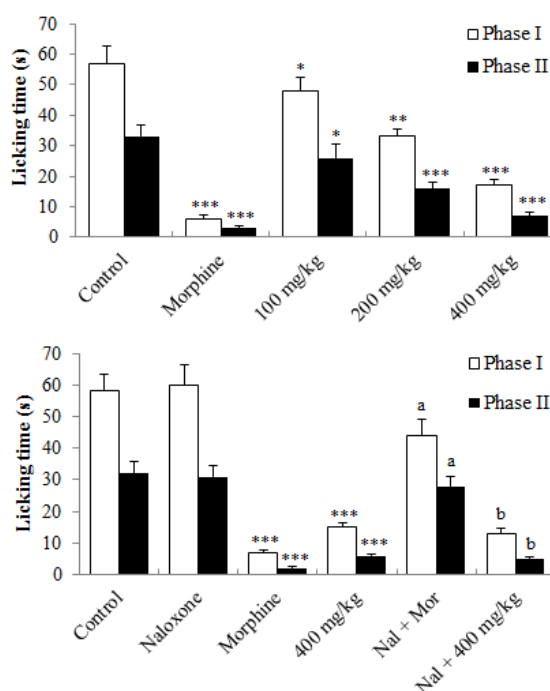 70
60
50
40
30
20
10
0
Licking time (s)
Phase I
Phase II
*** ***
*
*
**
***
***
***
Control
Morphine
100 mg/kg
200 mg/kg
400 mg/kg
70
60
50
40
30
20
10
0
Licking time (s)
Phase I
Phase II
***
***
***
***
a
a
b
b
Control
Naloxone
Morphine
400 mg/kg
Nal + Mor
Nal + 400 mg/kg